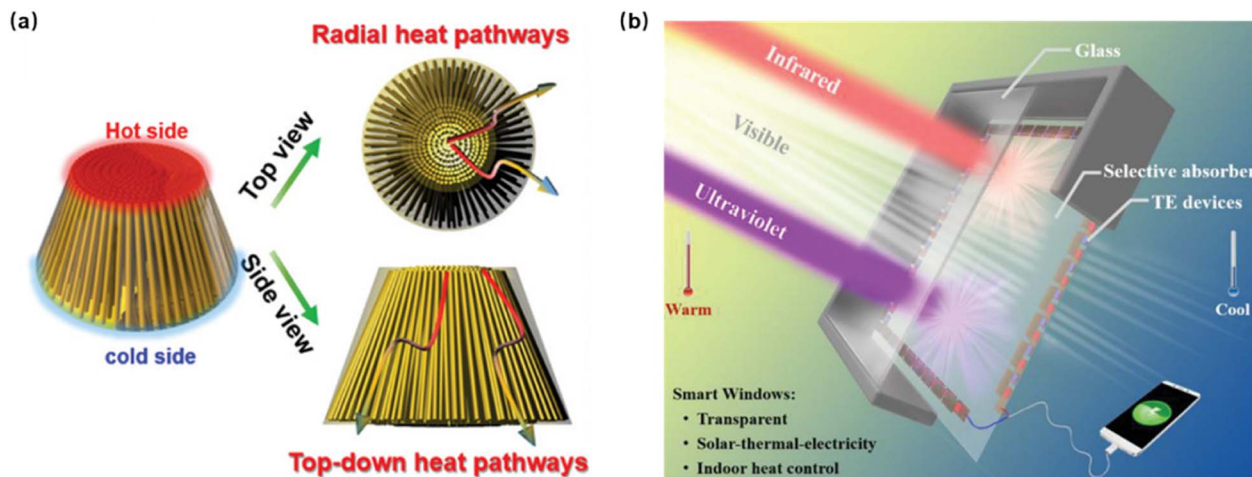 (a)
Radial heat pathways
Hot side
Top view
Side view
cold side
Top-down heat pathways
(b)
Glass
Infrared
Visible
Selective absorber
Ultraviolet
TE devices
Warm
Cool
Smart Windows:
• Transparent
• Solar-thermal-electricity
• Indoor heat control